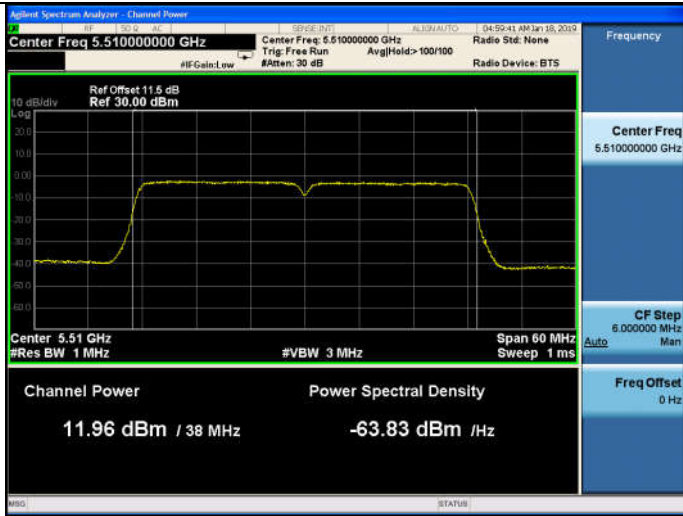 Agilent Spectrum Analyzer - Channel Power
RF 50 Ω AC SENSE:INT ALIGN AUTO 04:59:41 AM Jan 18, 2019
Center Freq 5.510000000 GHz
Center Freq: 5.510000000 GHz Radio Std: None
Trig: Free Run Avg|Hold:> 100/100
#IFGain:Low #Atten: 30 dB Radio Device: BTS
Frequency
Ref Offset 11.5 dB
10 dB/div Ref 30.00 dBm
Log
20.0
10.0
0.00
10.0
20.0
30.0
40.0
50.0
60.0
Center 5.51 GHz Span 60 MHz
#Res BW 1 MHz #VBW 3 MHz Sweep 1 ms
Channel Power Power Spectral Density
11.96 dBm / 38 MHz -63.83 dBm /Hz
Center Freq
5.510000000 GHz
CF Step
6.000000 MHz
Auto Man
Freq Offset
0 Hz
MSG STATUS